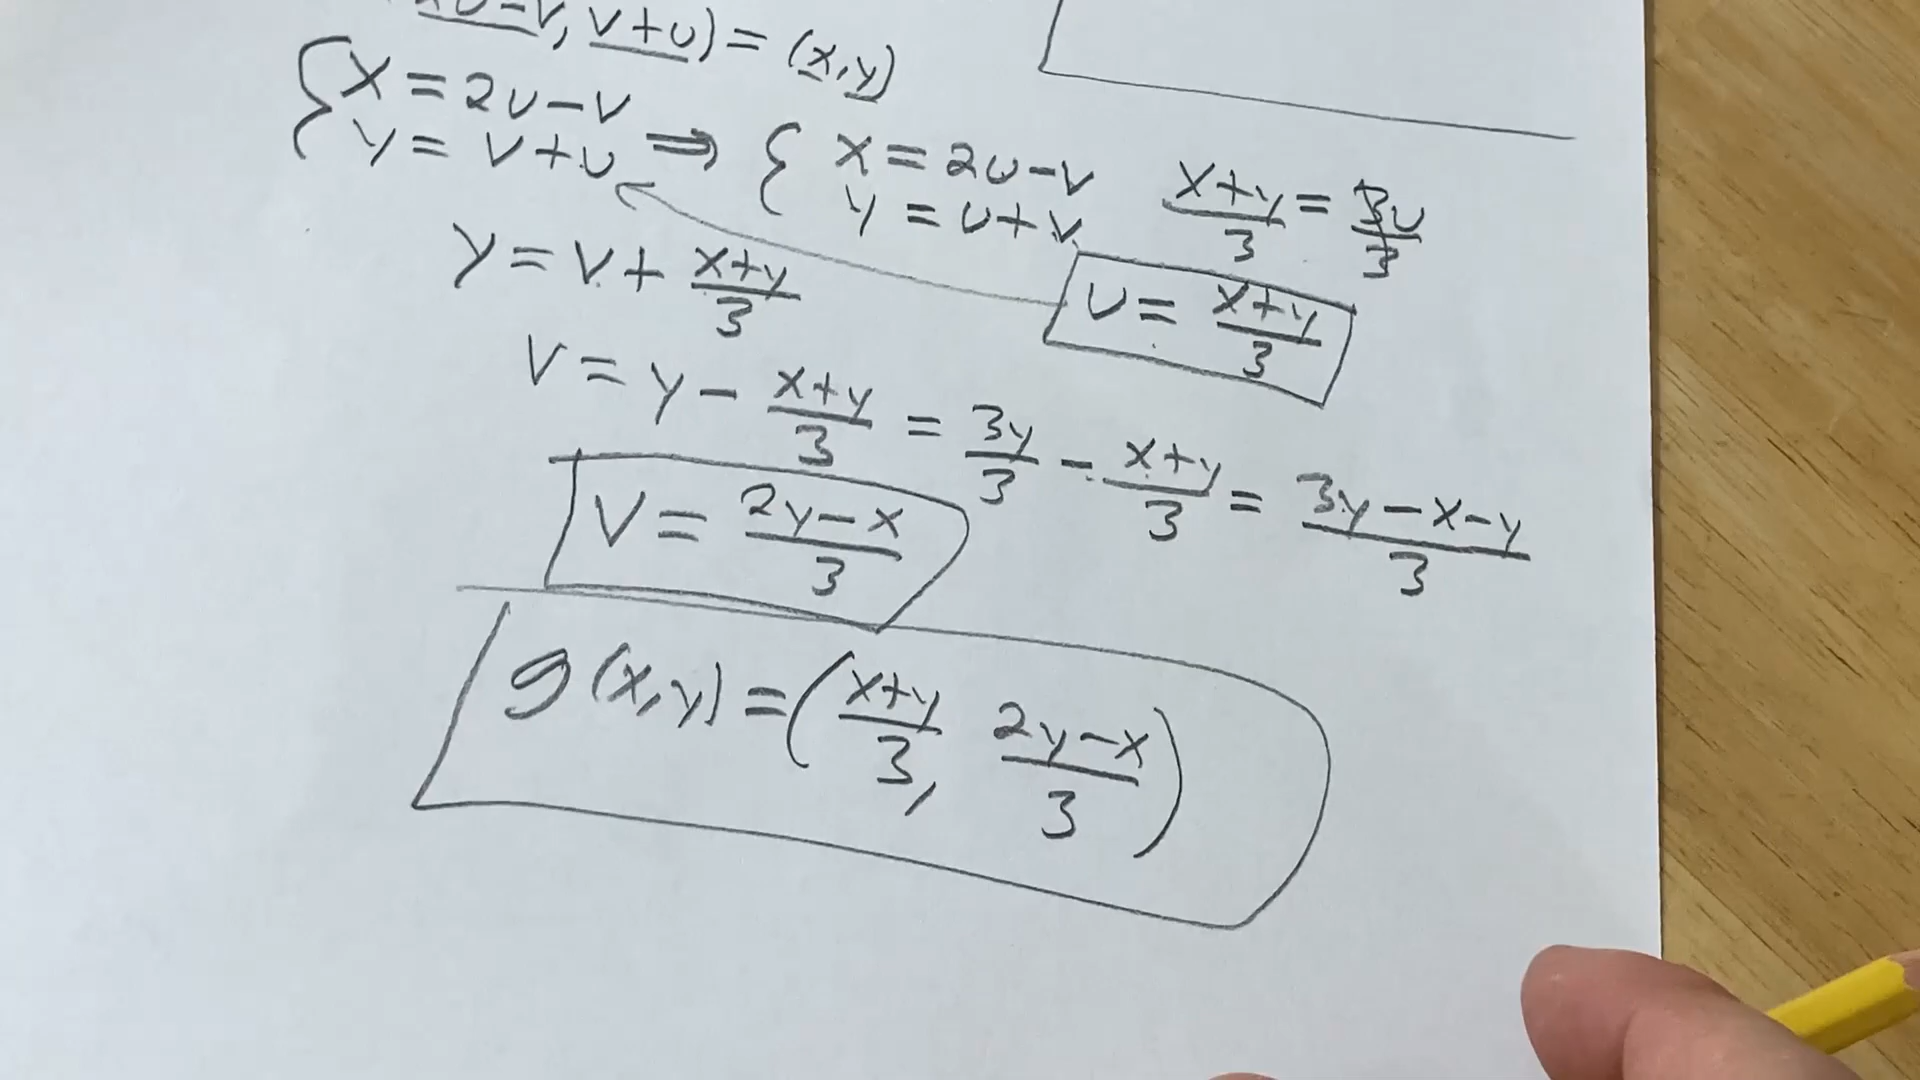 2u-v, v+u) = (x,y)
{ x = 2u-v
y = v+u ⇒ { x = 2u-v
y = u+v
(x+y)/3 = 3u/3
u = (x+y)/3
y = v + (x+y)/3
v = y - (x+y)/3 = 3y/3 - (x+y)/3 = (3y-x-y)/3
v = (2y-x)/3
g(x,y) = ((x+y)/3, (2y-x)/3)